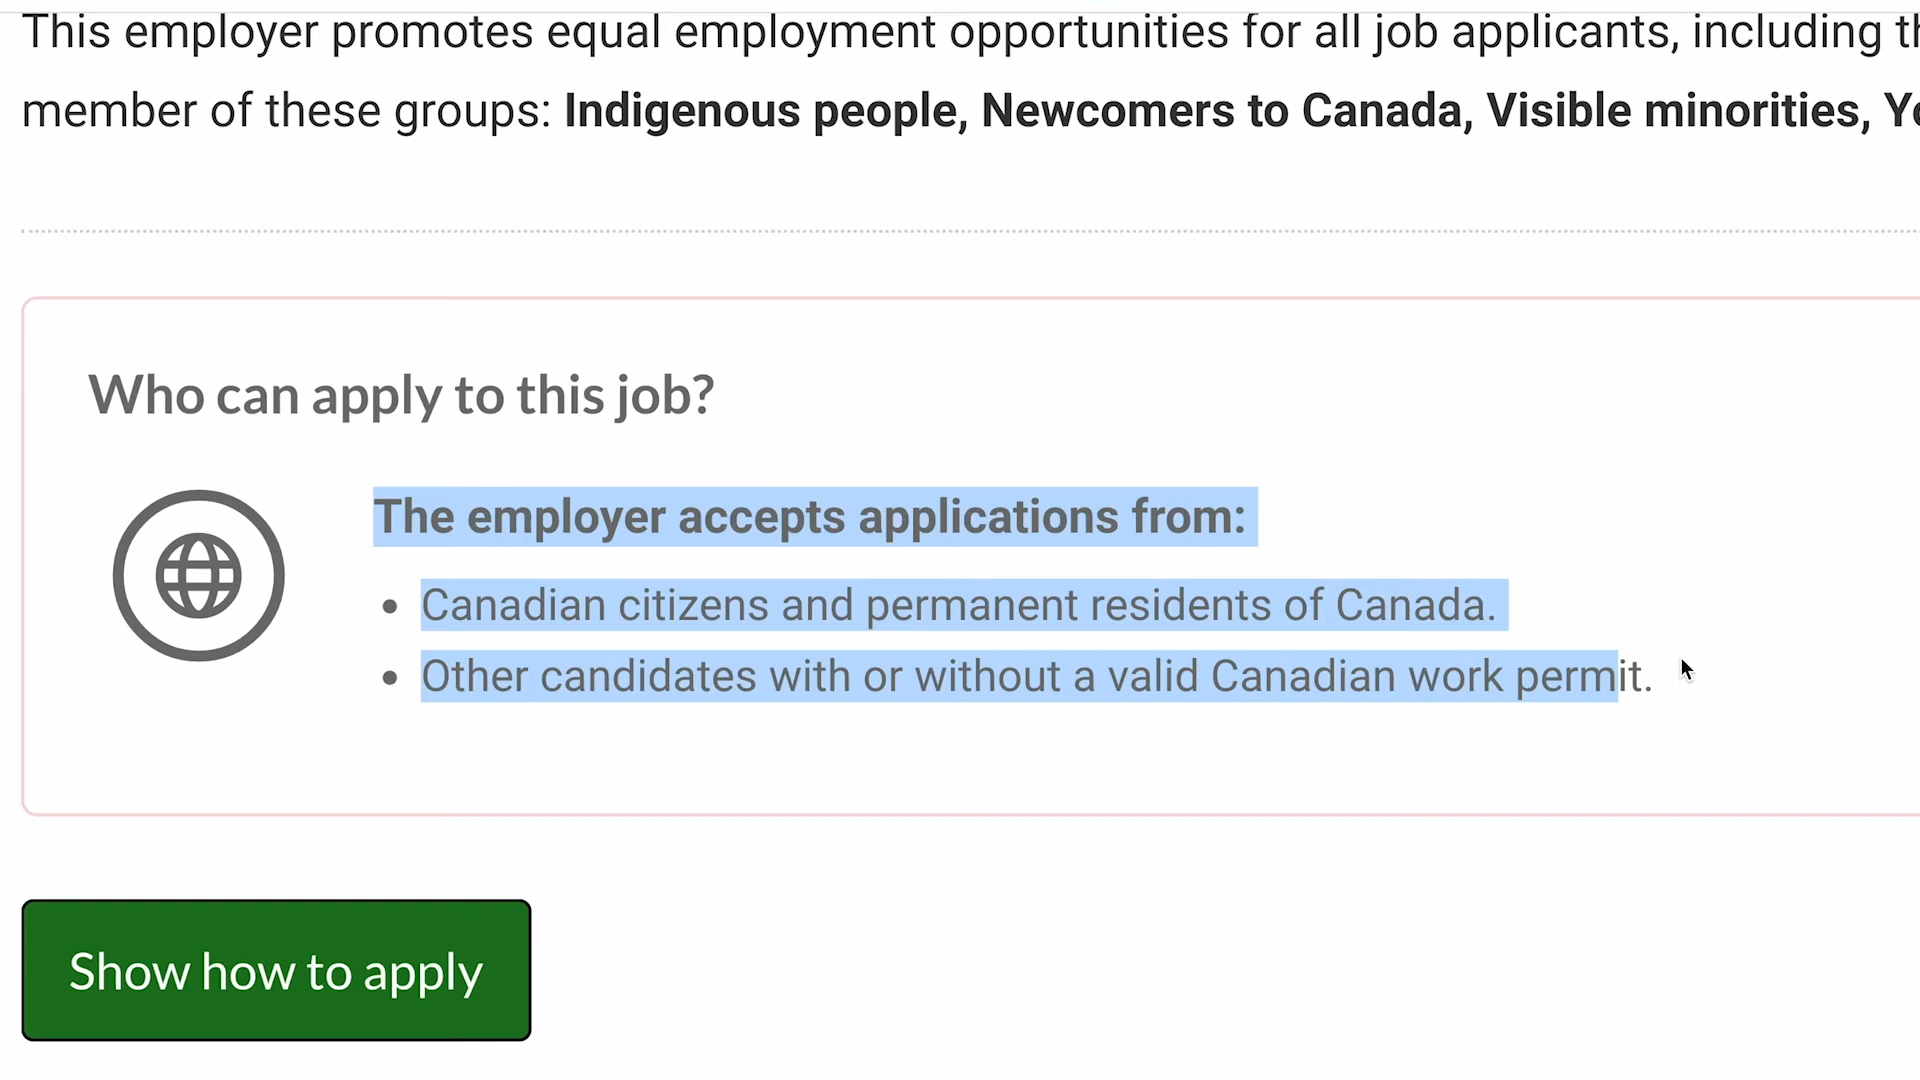 This employer promotes equal employment opportunities for all job applicants, including
member of these groups: Indigenous people, Newcomers to Canada, Visible minorities,
Who can apply to this job?
The employer accepts applications from:
• Canadian citizens and permanent residents of Canada.
• Other candidates with or without a valid Canadian work permit.
Show how to apply